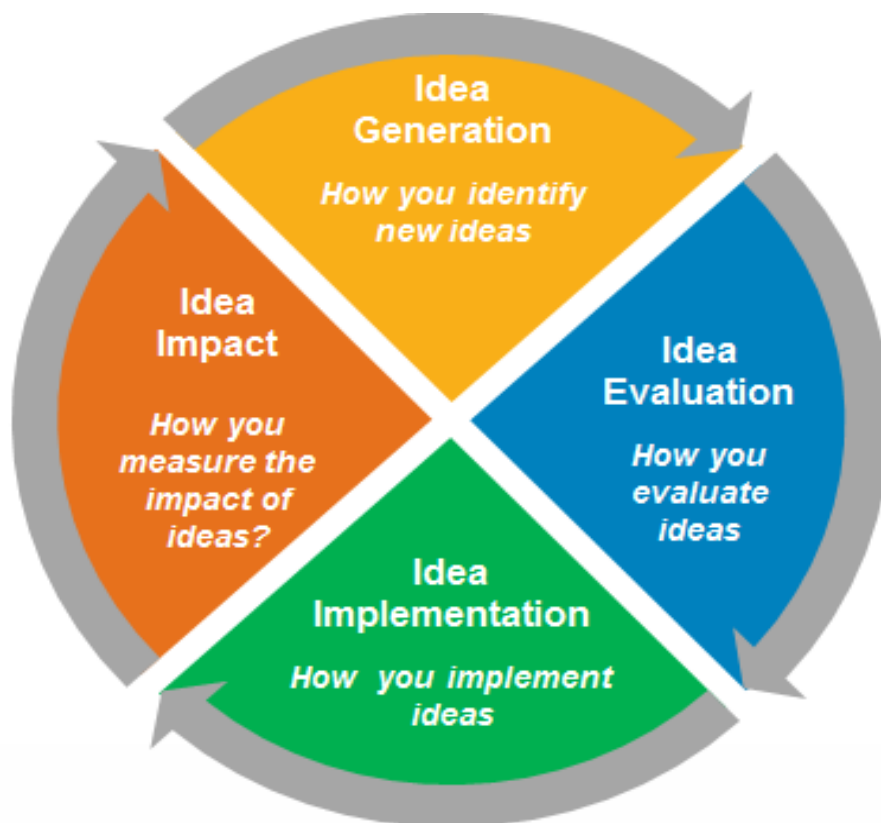 Idea
Generation
How you identify
new ideas
Idea
Evaluation
How you
evaluate
ideas
Idea
Implementation
How you implement
ideas
Idea
Impact
How you
measure the
impact of
ideas?